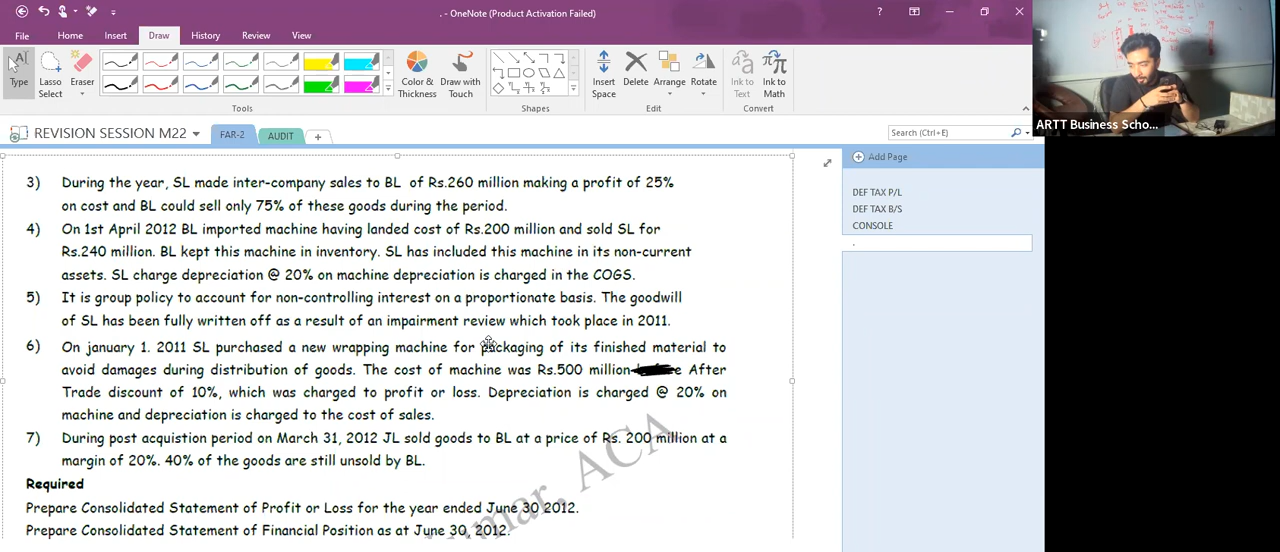 . - OneNote (Product Activation Failed)
File Home Insert Draw History Review View
Type Lasso Select Eraser Color & Thickness Draw with Touch Insert Space Delete Arrange Rotate Ink to Text Ink to Math
Tools Shapes Edit Convert
ARTT Business Scho...
REVISION SESSION M22 FAR-2 AUDIT + Search (Ctrl+E)
Add Page
DEF TAX P/L
DEF TAX B/S
CONSOLE
.
3) During the year, SL made inter-company sales to BL of Rs.260 million making a profit of 25%
on cost and BL could sell only 75% of these goods during the period.
4) On 1st April 2012 BL imported machine having landed cost of Rs.200 million and sold SL for
Rs.240 million. BL kept this machine in inventory. SL has included this machine in its non-current
assets. SL charge depreciation @ 20% on machine depreciation is charged in the COGS.
5) It is group policy to account for non-controlling interest on a proportionate basis. The goodwill
of SL has been fully written off as a result of an impairment review which took place in 2011.
6) On january 1. 2011 SL purchased a new wrapping machine for packaging of its finished material to
avoid damages during distribution of goods. The cost of machine was Rs.500 million After
Trade discount of 10%, which was charged to profit or loss. Depreciation is charged @ 20% on
machine and depreciation is charged to the cost of sales.
7) During post acquistion period on March 31, 2012 JL sold goods to BL at a price of Rs. 200 million at a
margin of 20%. 40% of the goods are still unsold by BL.
Required
Prepare Consolidated Statement of Profit or Loss for the year ended June 30 2012.
Prepare Consolidated Statement of Financial Position as at June 30, 2012.
umar, ACA